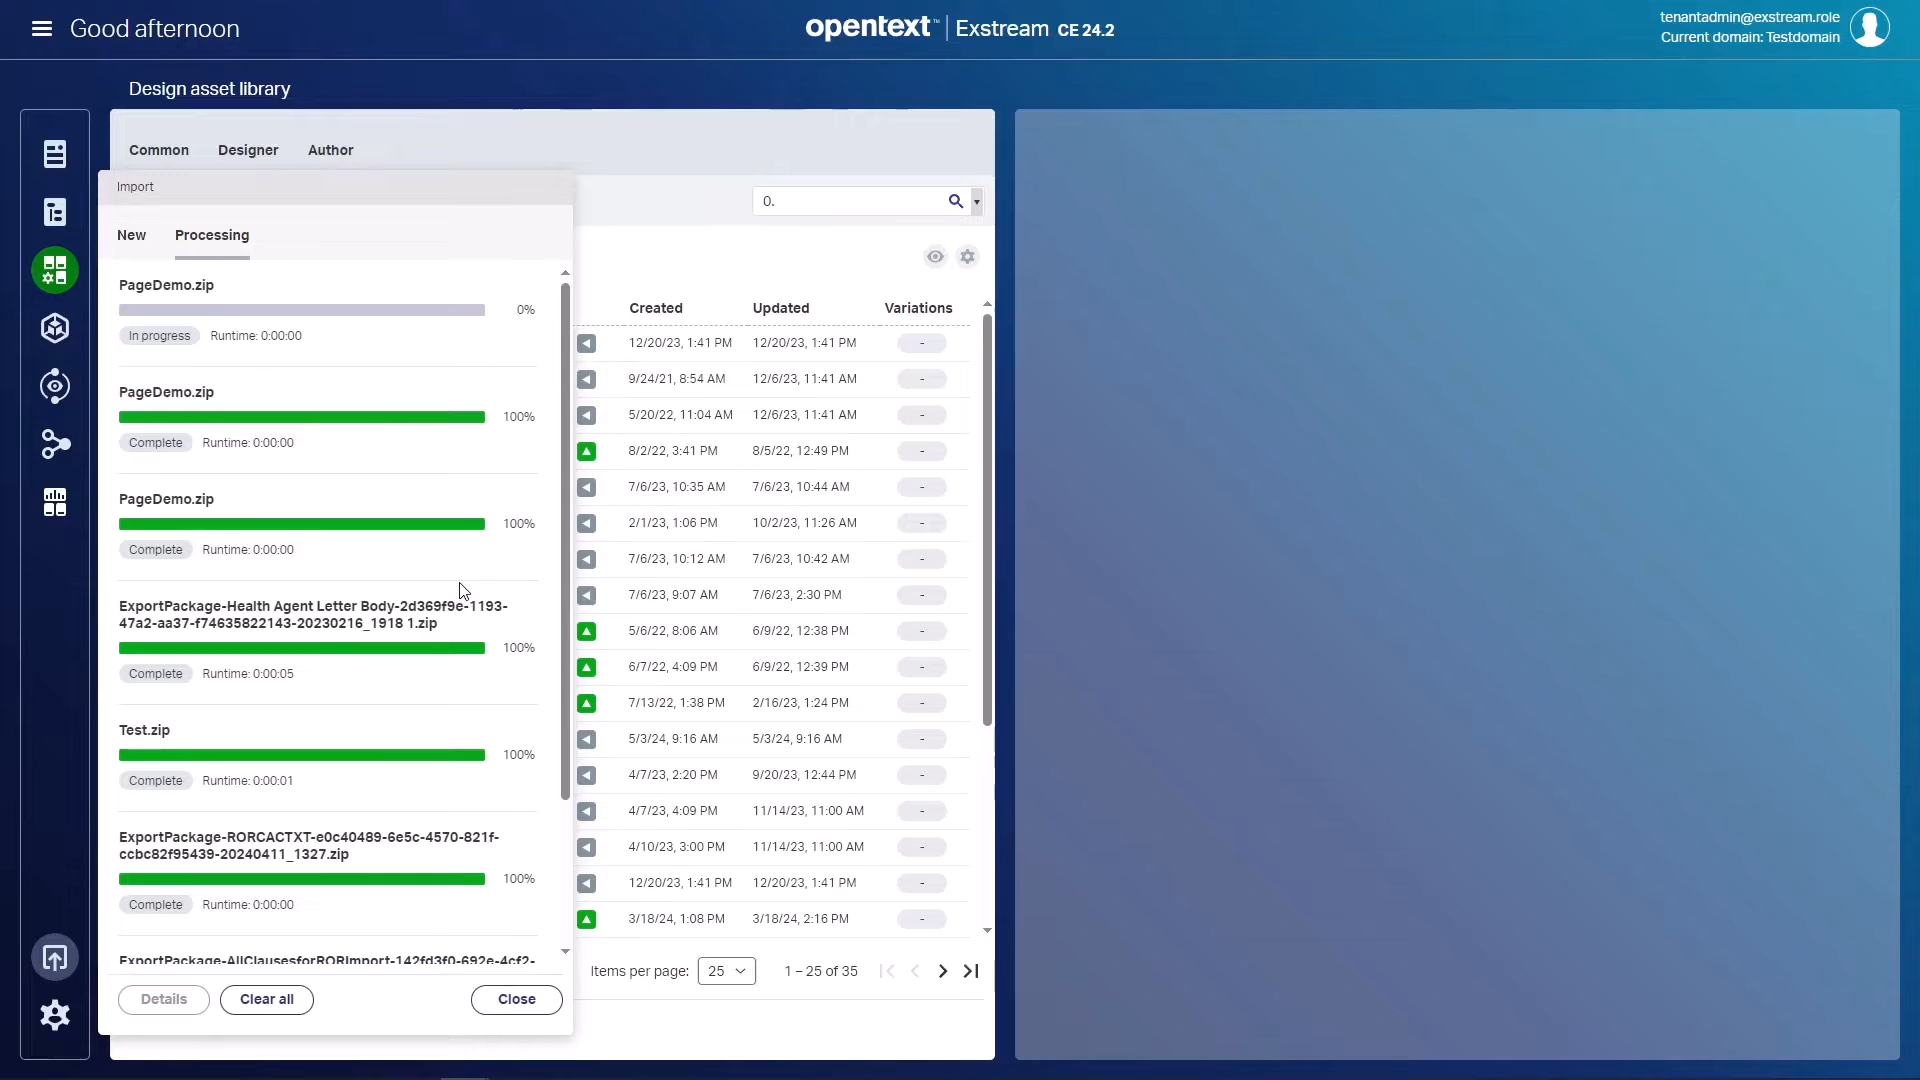 Good afternoon
opentext™ | Exstream CE 24.2
tenantadmin@exstream.role
Current domain: Testdomain
Design asset library
Common Designer Author
Import
0.
New Processing
PageDemo.zip
0%
In progress Runtime: 0:00:00
PageDemo.zip
100%
Complete Runtime: 0:00:00
PageDemo.zip
100%
Complete Runtime: 0:00:00
ExportPackage-Health Agent Letter Body-2d369f9e-1193-
47a2-aa37-f74635822143-20230216_1918 1.zip
100%
Complete Runtime: 0:00:05
Test.zip
100%
Complete Runtime: 0:00:01
ExportPackage-RORCACTXT-e0c40489-6e5c-4570-821f-
ccbc82f95439-20240411_1327.zip
100%
Complete Runtime: 0:00:00
ExportPackage-AllClausesforRORImport-142fd3f0-692e-4cf2-
Details Clear all Close
Created Updated Variations
12/20/23, 1:41 PM 12/20/23, 1:41 PM -
9/24/21, 8:54 AM 12/6/23, 11:41 AM -
5/20/22, 11:04 AM 12/6/23, 11:41 AM -
8/2/22, 3:41 PM 8/5/22, 12:49 PM -
7/6/23, 10:35 AM 7/6/23, 10:44 AM -
2/1/23, 1:06 PM 10/2/23, 11:26 AM -
7/6/23, 10:12 AM 7/6/23, 10:42 AM -
7/6/23, 9:07 AM 7/6/23, 2:30 PM -
5/6/22, 8:06 AM 6/9/22, 12:38 PM -
6/7/22, 4:09 PM 6/9/22, 12:39 PM -
7/13/22, 1:38 PM 2/16/23, 1:24 PM -
5/3/24, 9:16 AM 5/3/24, 9:16 AM -
4/7/23, 2:20 PM 9/20/23, 12:44 PM -
4/7/23, 4:09 PM 11/14/23, 11:00 AM -
4/10/23, 3:00 PM 11/14/23, 11:00 AM -
12/20/23, 1:41 PM 12/20/23, 1:41 PM -
3/18/24, 1:08 PM 3/18/24, 2:16 PM -
Items per page: 25 1 – 25 of 35